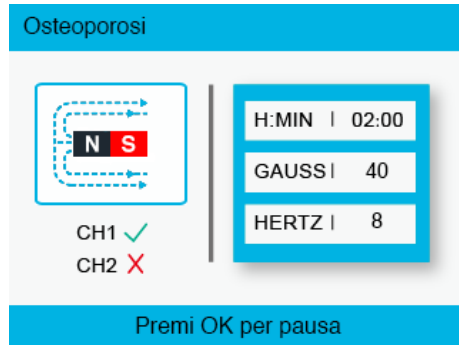 Osteoporosi
N S
CH1 ✓
CH2 X
H:MIN | 02:00
GAUSS | 40
HERTZ | 8
Premi OK per pausa